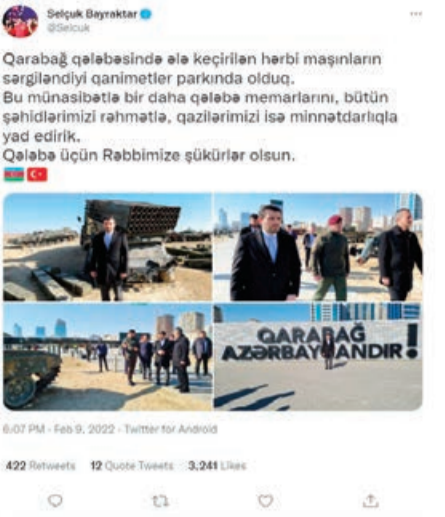 Selçuk Bayraktar
@Selcuk
Qarabağ qələbəsində ələ keçirilən hərbi maşınların
sərgiləndiyi qənimetler parkında olduq.
Bu münasibətlə bir daha qələbə memarlarını, bütün
şəhidlərimizi rəhmətlə, qazilərimizi isə minnətdarlıqla
yad edirik.
Qələbə üçün Rəbbimize şükürlər olsun.
QARABAĞ
AZƏRBAYCANDIR!
6:07 PM · Feb 9, 2022 · Twitter for Android
422 Retweets 12 Quote Tweets 3,241 Likes